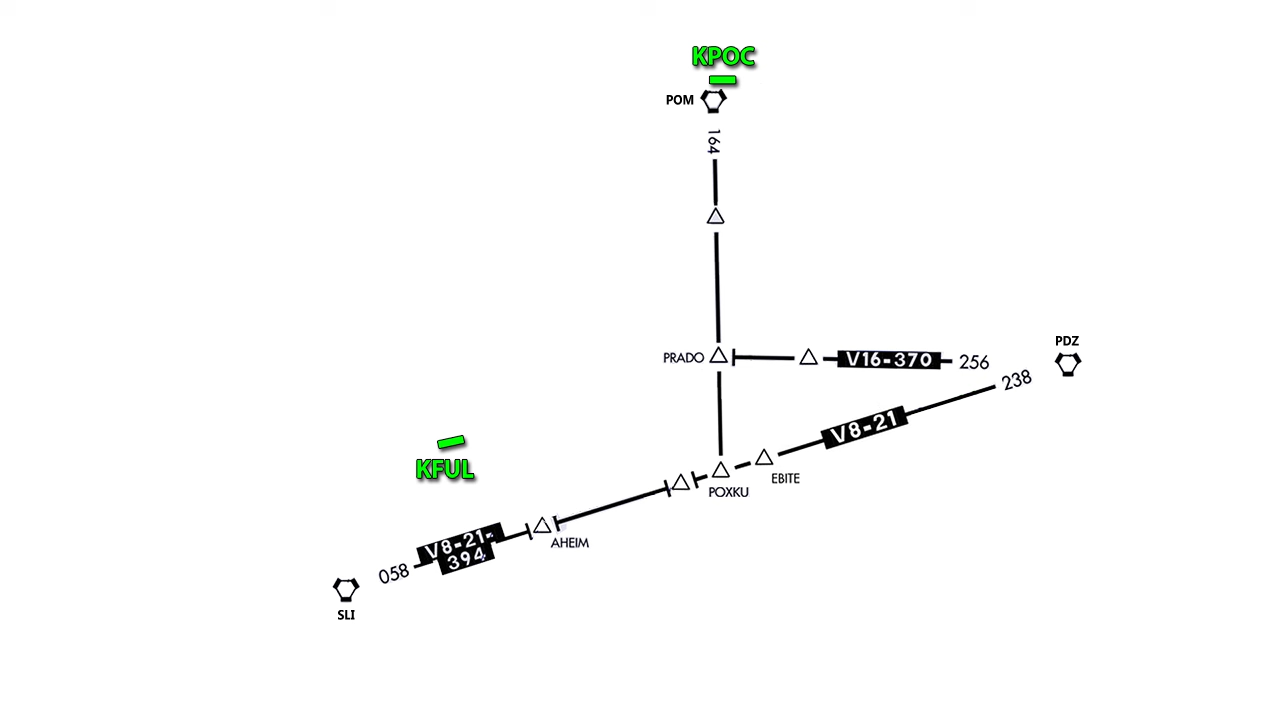 KPOC
POM
164
PDZ
PRADO
V16-370
256
238
V8-21
KFUL
EBITE
POXKU
V8-21-
394
AHEIM
058
SLI